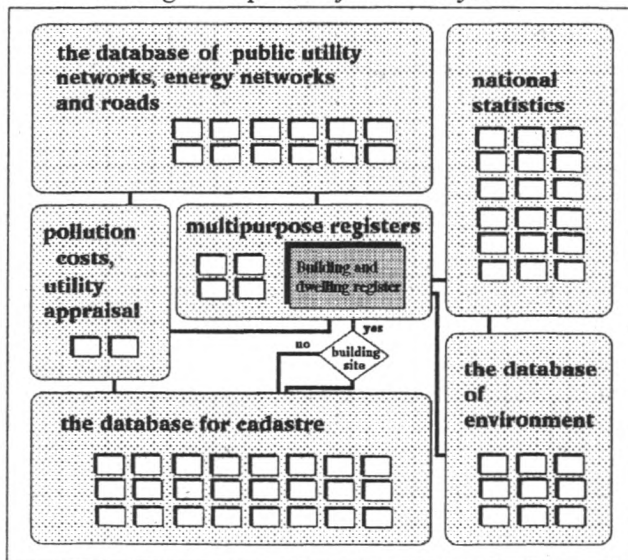 the database of public utility
networks, energy networks
and roads
national
statistics
pollution
costs,
utility
appraisal
multipurpose registers
Building and
dwelling register
no
yes
building
site
the database for cadastre
the database
of
environment